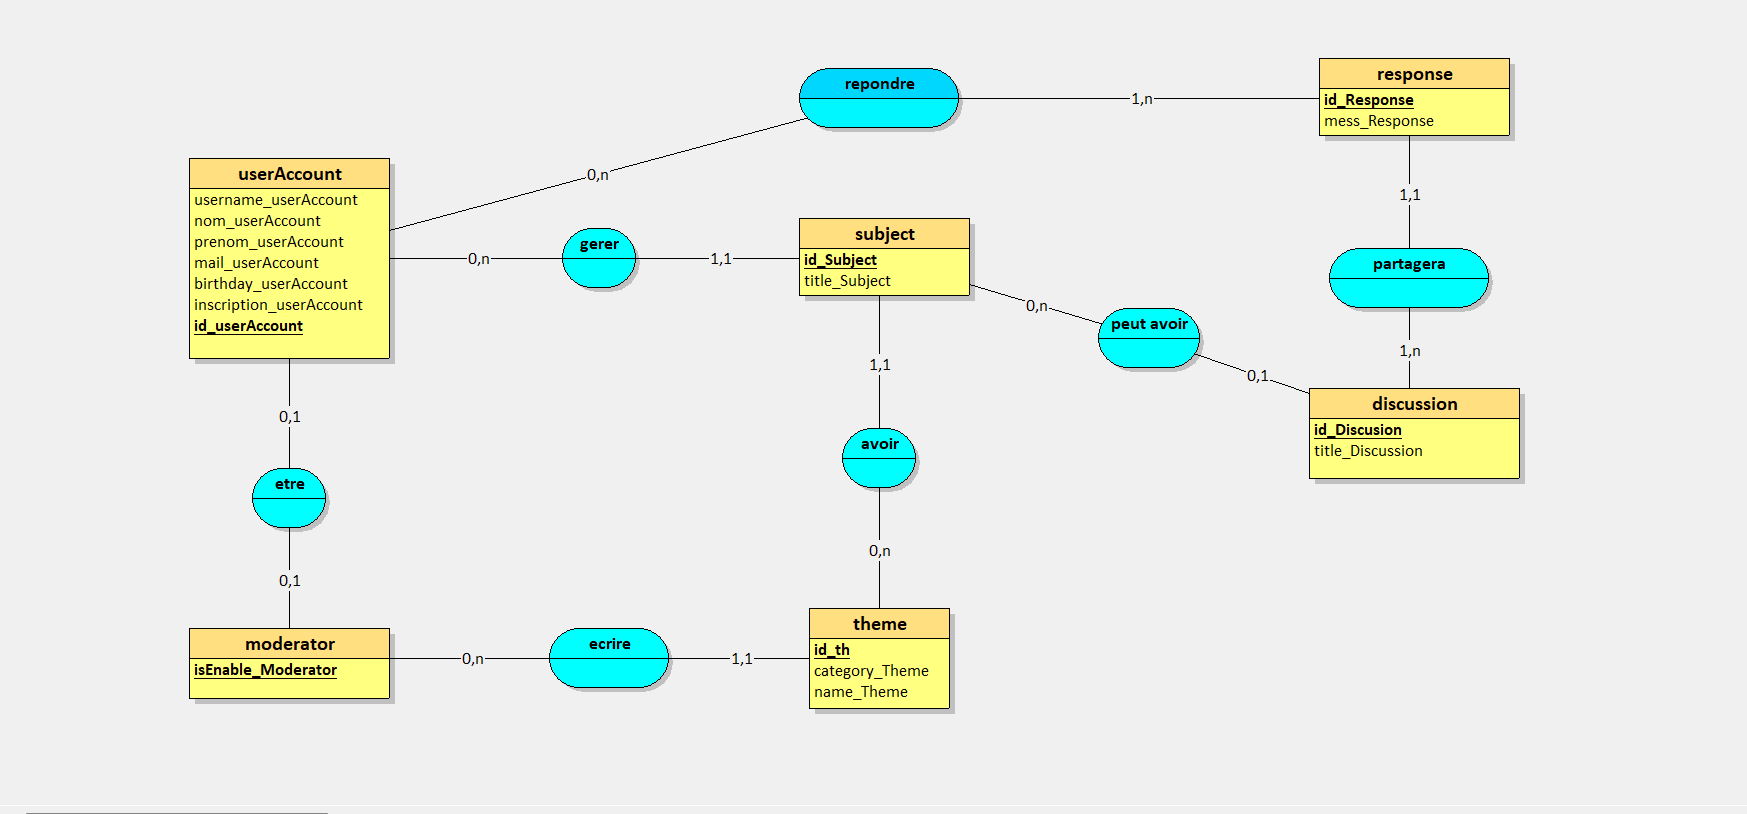 repondre
response
id_Response
mess_Response
1,n
userAccount
username_userAccount
nom_userAccount
prenom_userAccount
mail_userAccount
birthday_userAccount
inscription_userAccount
id_userAccount
0,n
1,1
gerer
0,n
1,1
subject
id_Subject
title_Subject
partagera
0,n
peut avoir
0,1
1,n
1,1
discussion
id_Discusion
title_Discussion
0,1
avoir
etre
0,n
0,1
theme
id_th
category_Theme
name_Theme
moderator
isEnable_Moderator
0,n
ecrire
1,1